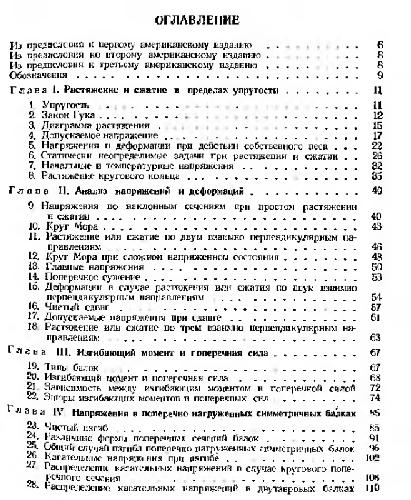 ОГЛАВЛЕНИЕ
Из предисловия к первому американскому изданию 6
Из предисловия ко второму американскому изданию 8
Из предисловия к третьему американскому изданию 8
Обозначения 9
Глава I. Растяжение и сжатие в пределах упругости 11
1. Упругость 11
2. Закон Гука 12
3. Диаграмма растяжения 15
4. Допускаемое напряжение 17
5. Напряжения и деформации при действии собственного веса 22
6. Статически неопределимые задачи при растяжении и сжатии 26
7. Начальные и температурные напряжения 32
8. Растяжение кругового кольца 35
Глава II. Анализ напряжений и деформаций 40
9. Напряжения по наклонным сечениям при простом растяжении
и сжатии 40
10. Круг Мора 43
11. Растяжение или сжатие по двум взаимно перпендикулярным на-
правлениям 46
12. Круг Мора при сложном напряженном состоянии 48
13. Главные напряжения 50
14. Поперечное сужение 53
15. Деформации в случае растяжения или сжатия по двум взаимно
перпендикулярным направлениям 54
16. Чистый сдвиг 57
17. Допускаемые напряжения при сдвиге 61
18. Растяжение или сжатие по трем взаимно перпендикулярным на-
правлениям 63
Глава III. Изгибающий момент и поперечная сила 67
19. Типы балок 67
20. Изгибающий момент и поперечная сила 68
21. Зависимость между изгибающим моментом и поперечной силой 72
22. Эпюры изгибающих моментов и поперечных сил 74
Глава IV. Напряжения в поперечно нагруженных симметричных балках 85
23. Чистый изгиб 85
24. Различные формы поперечных сечений балок 91
25. Общий случай изгиба поперечно нагруженных симметричных балок 96
26. Касательные напряжения при изгибе 102
27. Распределение касательных напряжений в случае кругового попе-
речного сечения 108
28. Распределение касательных напряжений в двутавровых балках 110